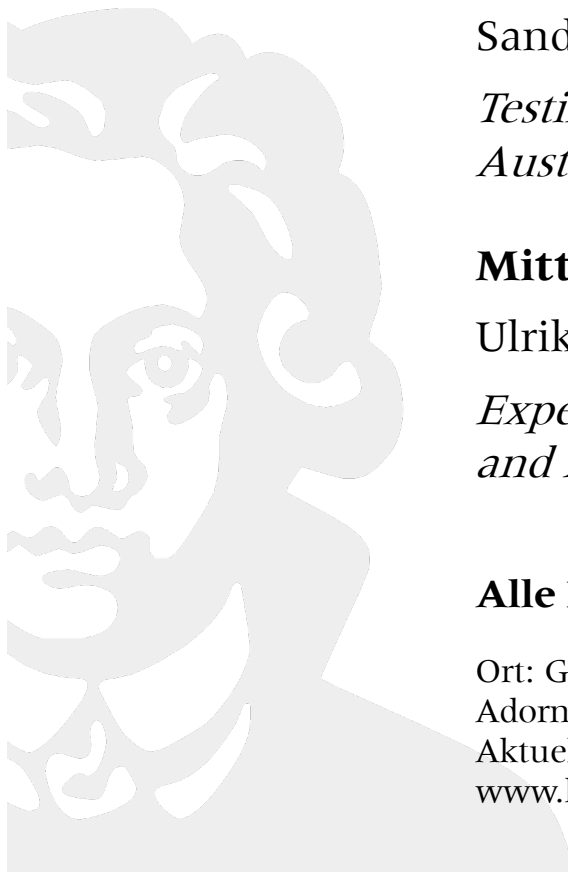 Sand
Testi
Aust
Mitt
Ulrik
Expe
and
Alle
Ort: G
Adorn
Aktuel
www.